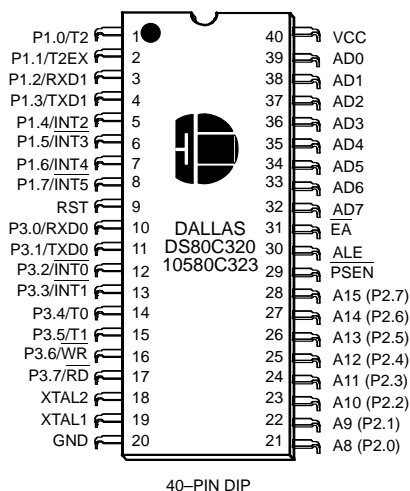 P1.0/T2 1 40 VCC
P1.1/T2EX 2 39 AD0
P1.2/RXD1 3 38 AD1
P1.3/TXD1 4 37 AD2
P1.4/INT2 5 36 AD3
P1.5/INT3 6 35 AD4
P1.6/INT4 7 34 AD5
P1.7/INT5 8 33 AD6
RST 9 32 AD7
P3.0/RXD0 10 DALLAS 31 EA
P3.1/TXD0 11 DS80C320 30 ALE
P3.2/INT0 12 10580C323 29 PSEN
P3.3/INT1 13 28 A15 (P2.7)
P3.4/T0 14 27 A14 (P2.6)
P3.5/T1 15 26 A13 (P2.5)
P3.6/WR 16 25 A12 (P2.4)
P3.7/RD 17 24 A11 (P2.3)
XTAL2 18 23 A10 (P2.2)
XTAL1 19 22 A9 (P2.1)
GND 20 21 A8 (P2.0)
40–PIN DIP